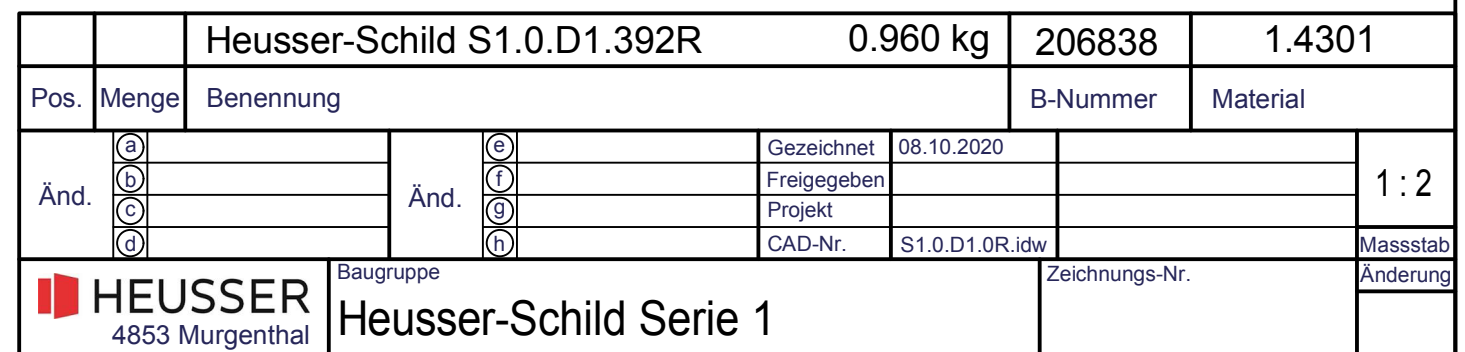 Heusser-Schild S1.0.D1.392R 0.960 kg 206838 1.4301
Pos. Menge Benennung B-Nummer Material
Änd. a b c d
Änd. e f g h
Gezeichnet 08.10.2020
Freigegeben
Projekt
CAD-Nr. S1.0.D1.0R.idw
1 : 2
Massstab
HEUSSER
4853 Murgenthal
Baugruppe
Heusser-Schild Serie 1
Zeichnungs-Nr.
Änderung